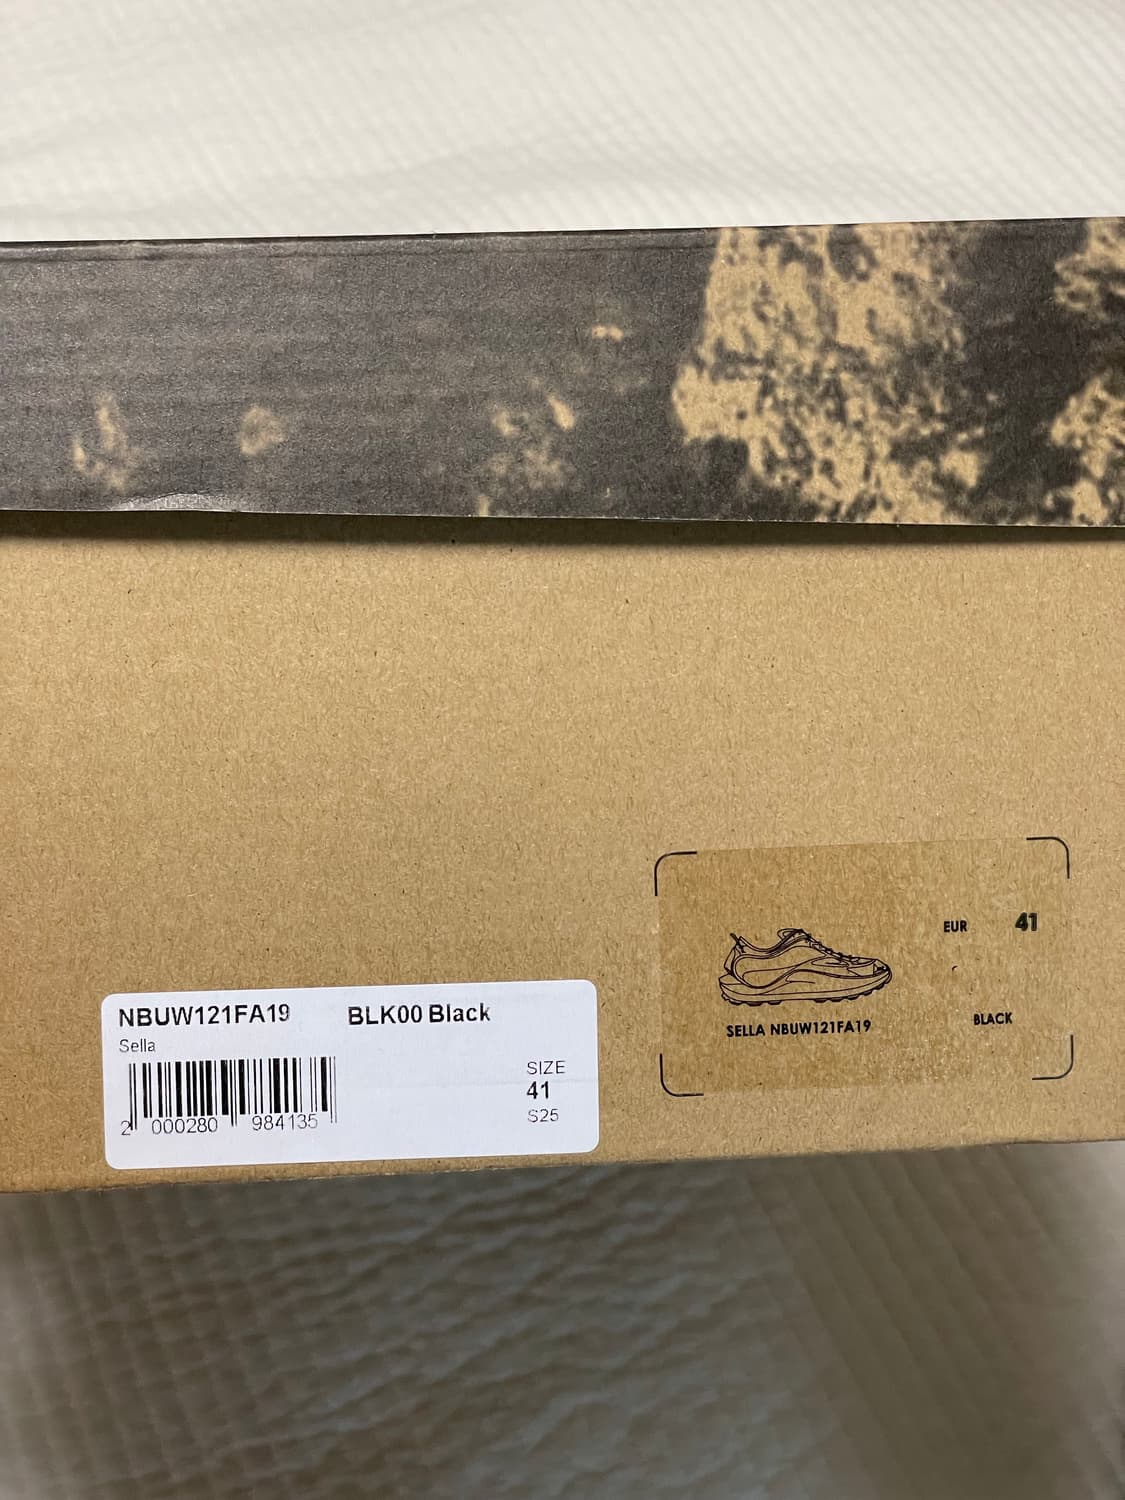 NBUW121FA19 BLK00 Black
Sella
SIZE
41
S25
2 000280 984135
EUR 41
SELLA NBUW121FA19 BLACK